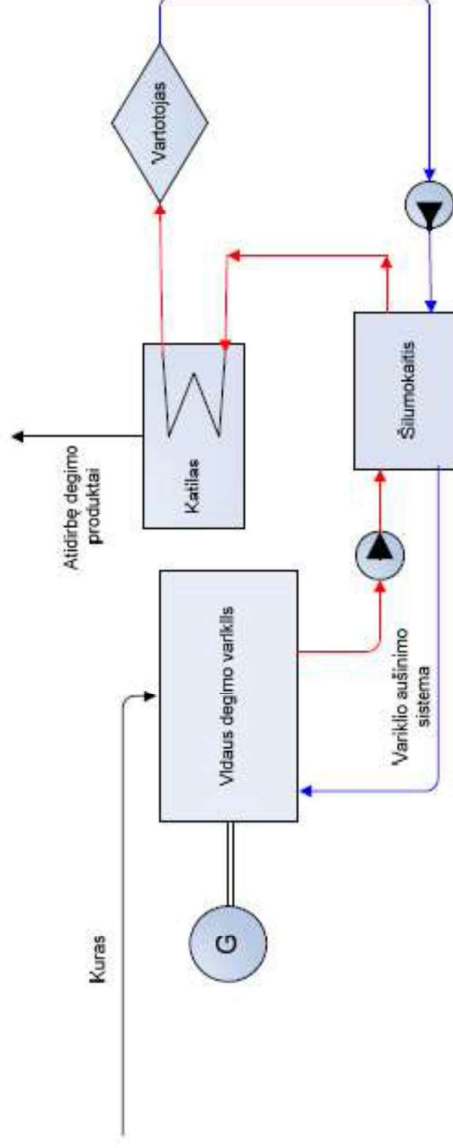 Kuras
G
Vidaus degimo variklis
Variklio aušinimo
sistema
Atidirbę degimo
produktai
Katilas
Šilumokaitis
Vartotojas